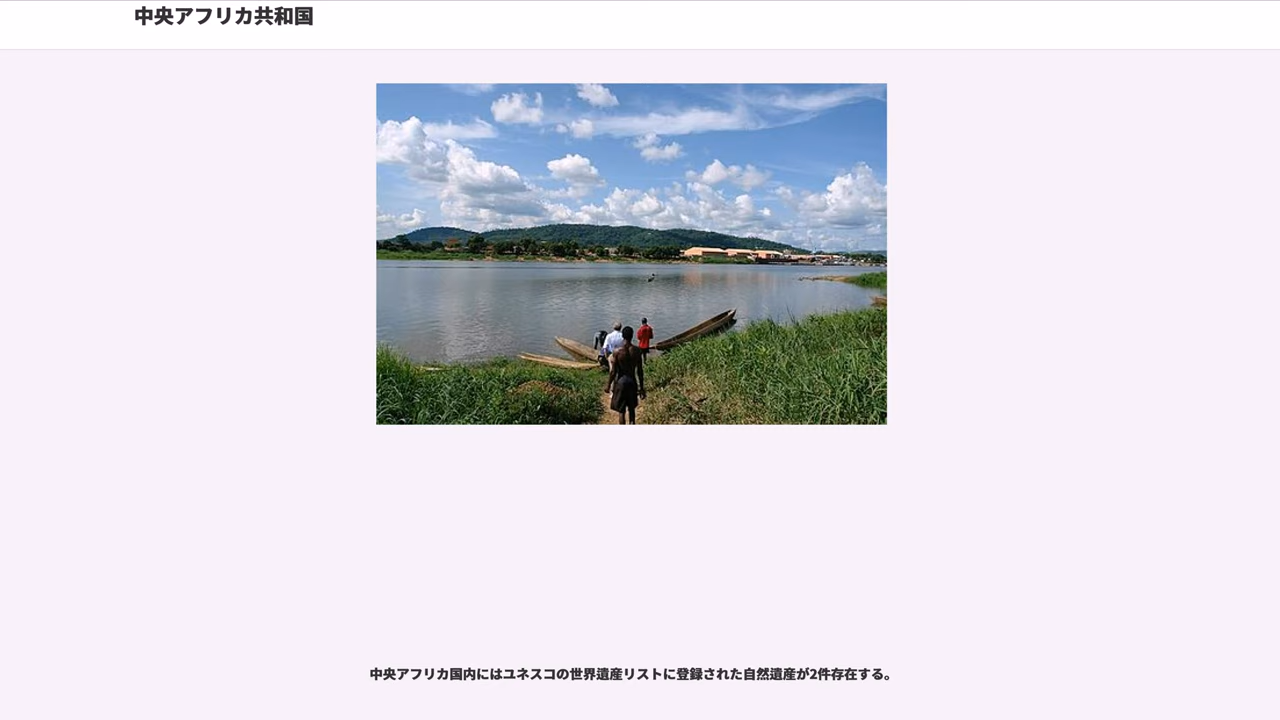 中央アフリカ共和国
中央アフリカ国内にはユネスコの世界遺産リストに登録された自然遺産が2件存在する。